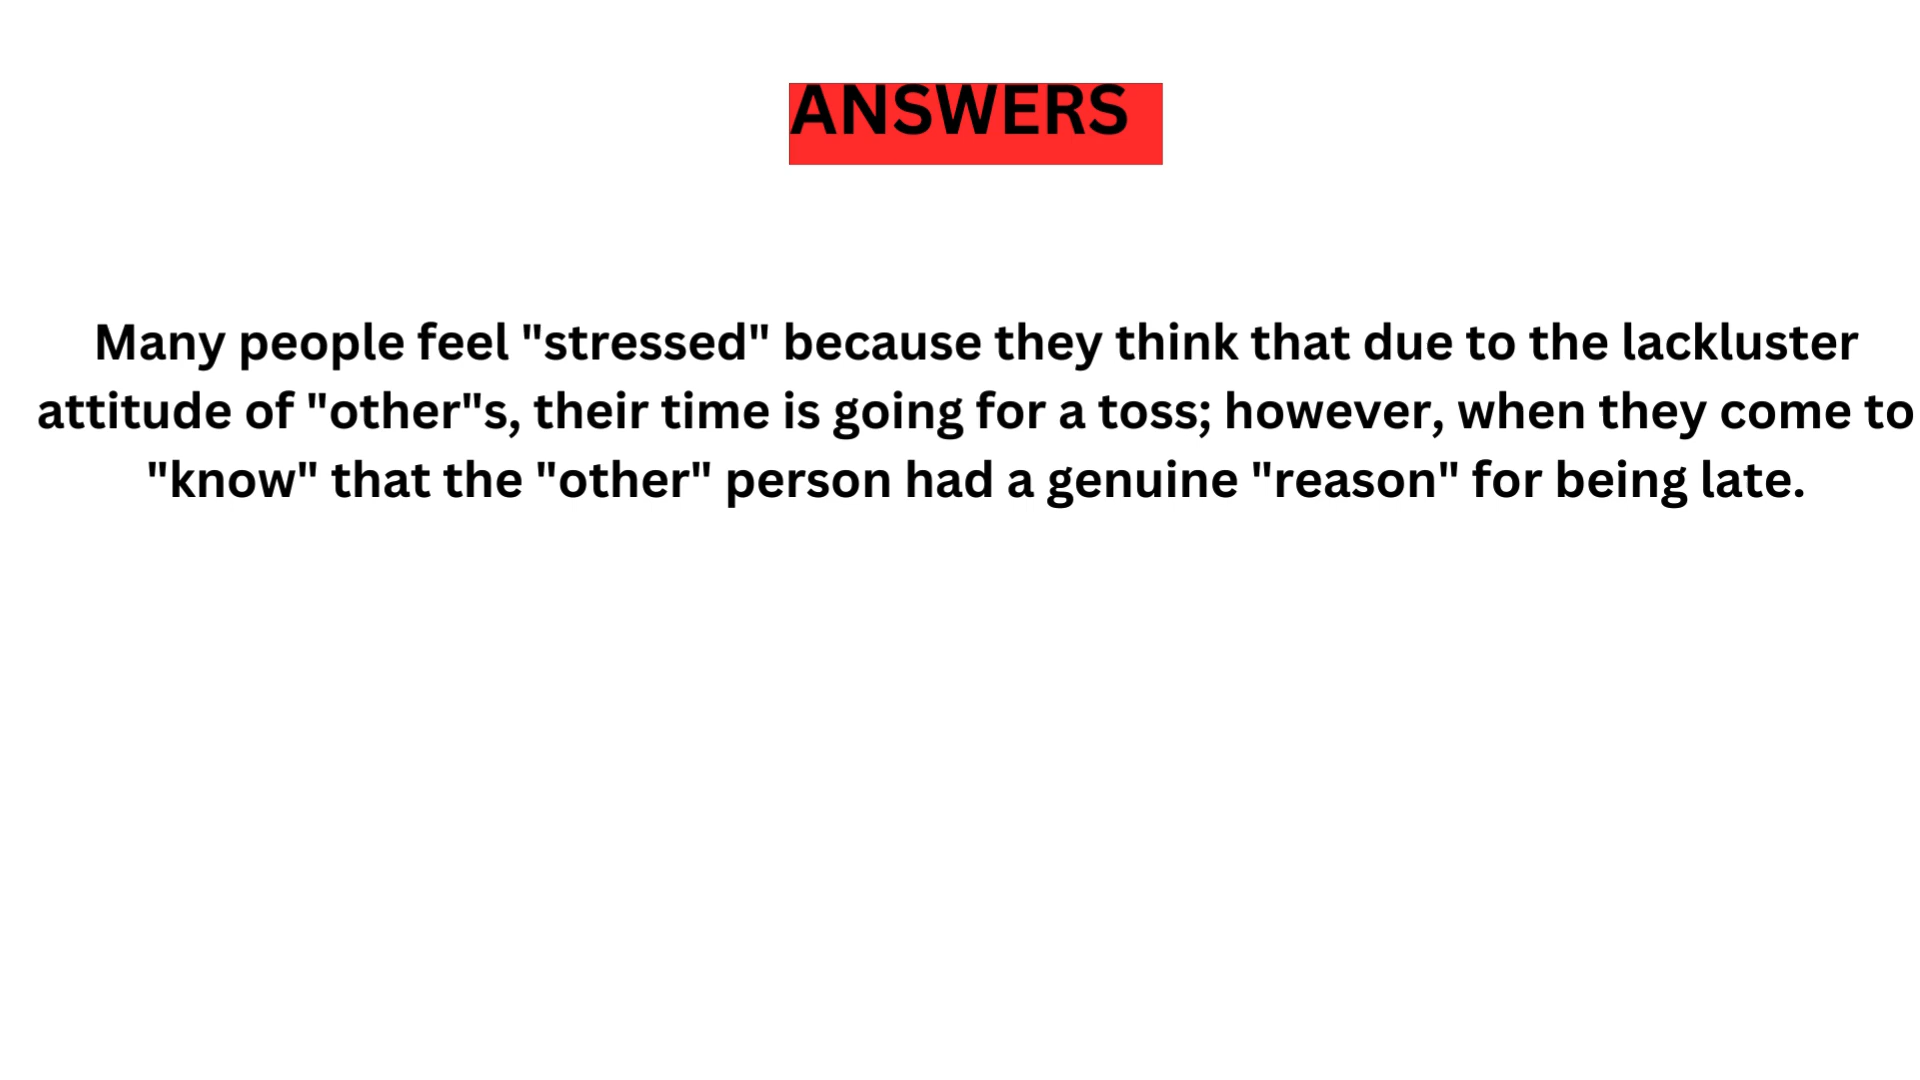 ANSWERS
Many people feel "stressed" because they think that due to the lackluster
attitude of "other"s, their time is going for a toss; however, when they come to
"know" that the "other" person had a genuine "reason" for being late.